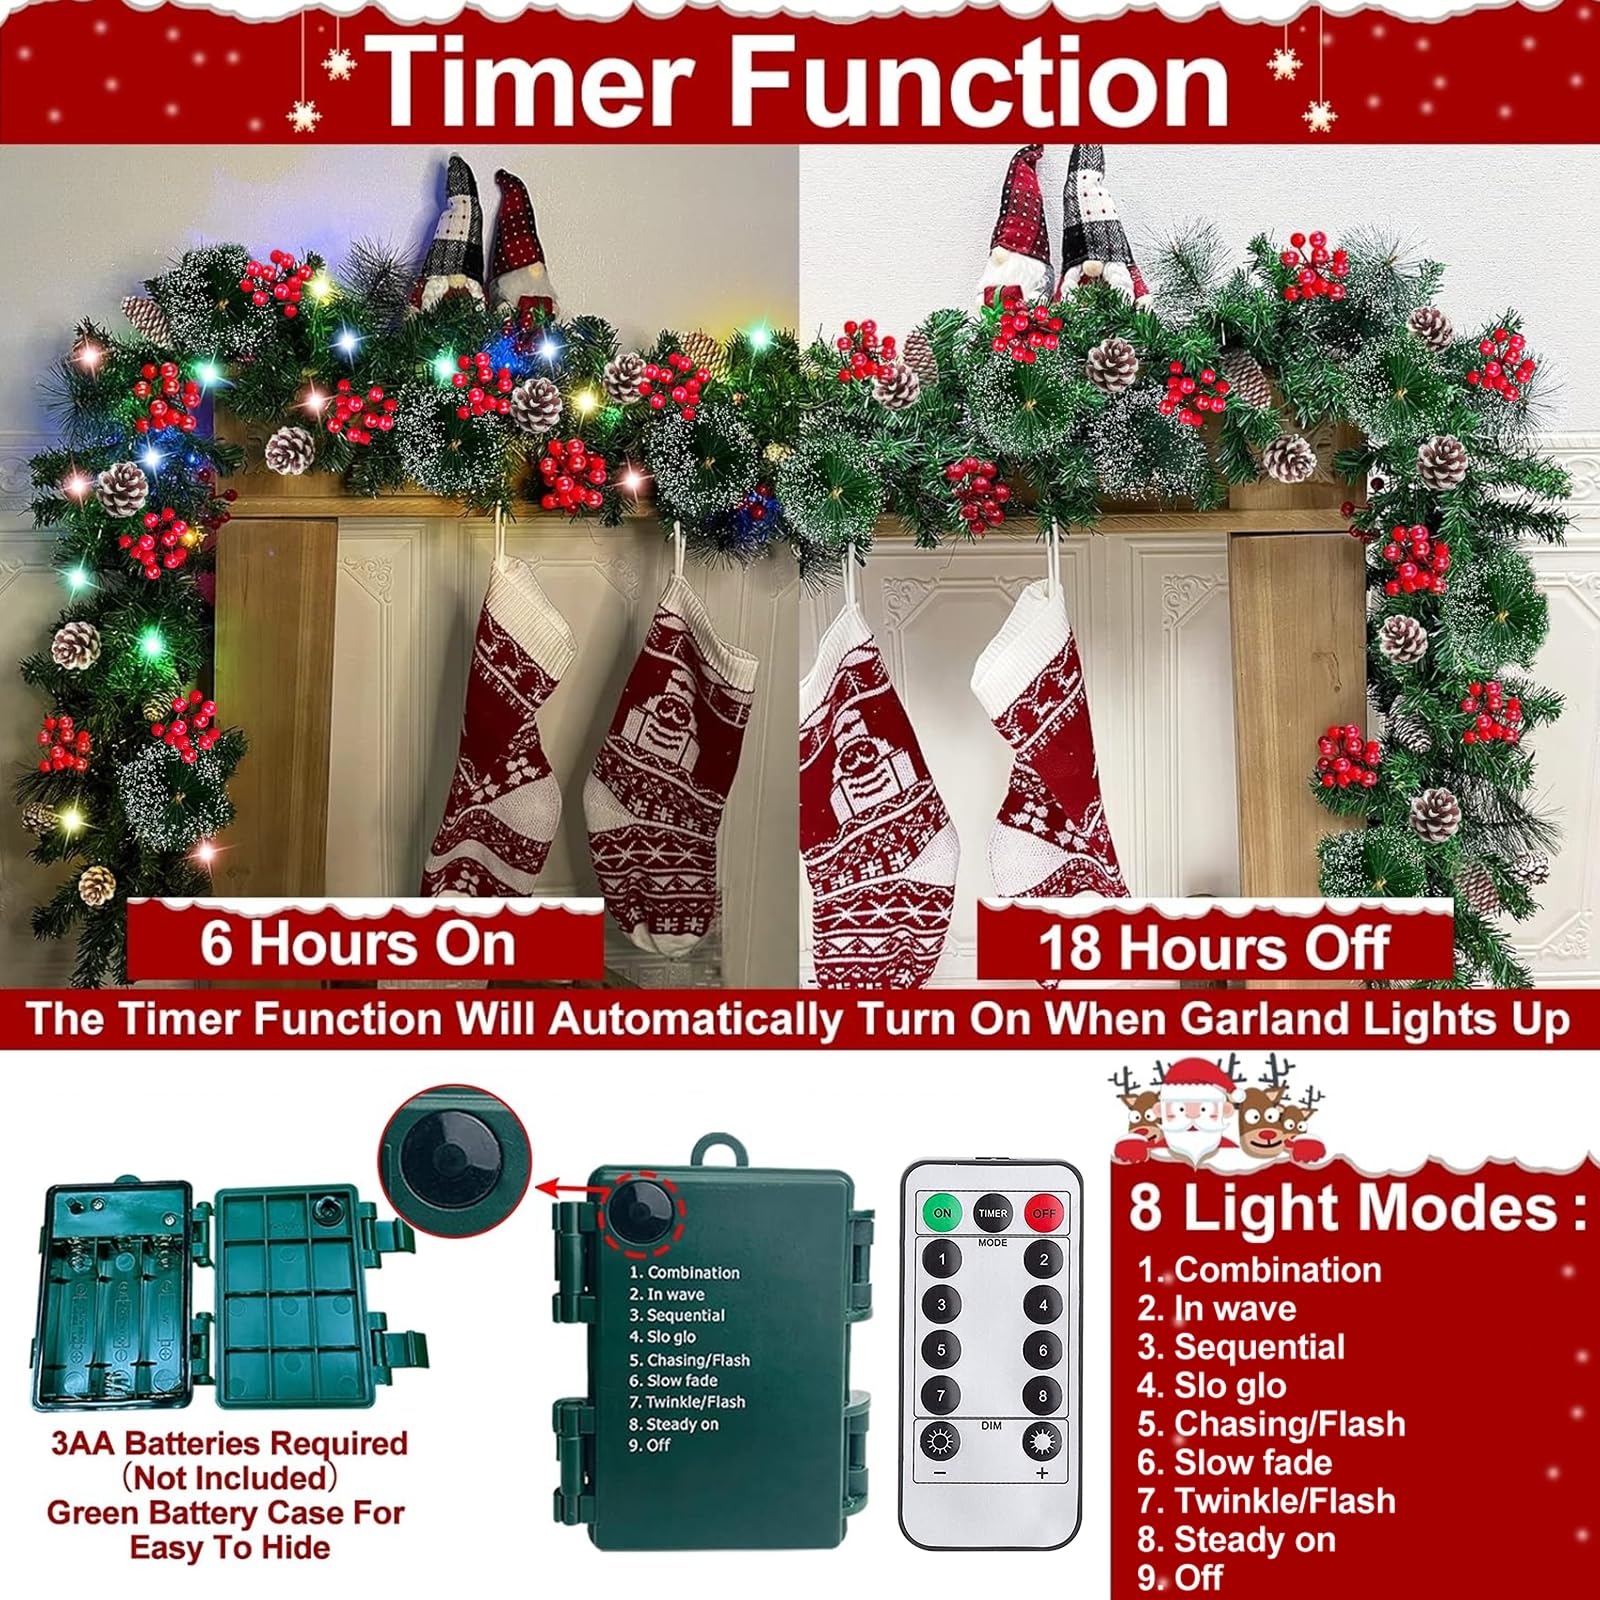 Timer Function
6 Hours On
18 Hours Off
The Timer Function Will Automatically Turn On When Garland Lights Up
3AA Batteries Required
(Not Included)
Green Battery Case For
Easy To Hide
1. Combination
2. In wave
3. Sequential
4. Slo glo
5. Chasing/Flash
6. Slow fade
7. Twinkle/Flash
8. Steady on
9. Off
ON TIMER OFF
MODE
1 2
3 4
5 6
7 8
DIM
− +
8 Light Modes :
1. Combination
2. In wave
3. Sequential
4. Slo glo
5. Chasing/Flash
6. Slow fade
7. Twinkle/Flash
8. Steady on
9. Off